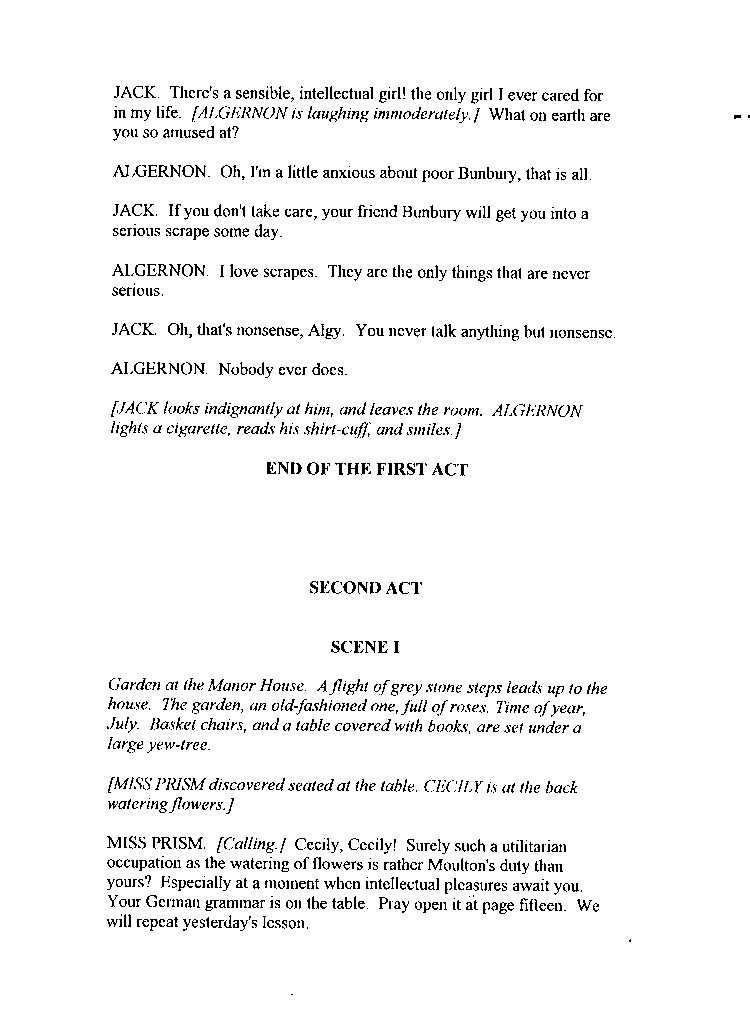 JACK. There's a sensible, intellectual girl! the only girl I ever cared for
in my life. [ALGERNON is laughing immoderately.] What on earth are
you so amused at?
ALGERNON. Oh, I'm a little anxious about poor Bunbury, that is all.
JACK. If you don't take care, your friend Bunbury will get you into a
serious scrape some day.
ALGERNON. I love scrapes. They are the only things that are never
serious.
JACK. Oh, that's nonsense, Algy. You never talk anything but nonsense.
ALGERNON. Nobody ever does.
[JACK looks indignantly at him, and leaves the room. ALGERNON
lights a cigarette, reads his shirt-cuff, and smiles.]
END OF THE FIRST ACT
SECOND ACT
SCENE I
Garden at the Manor House. A flight of grey stone steps leads up to the
house. The garden, an old-fashioned one, full of roses. Time of year,
July. Basket chairs, and a table covered with books, are set under a
large yew-tree.
[MISS PRISM discovered seated at the table. CECILY is at the back
watering flowers.]
MISS PRISM. [Calling.] Cecily, Cecily! Surely such a utilitarian
occupation as the watering of flowers is rather Moulton's duty than
yours? Especially at a moment when intellectual pleasures await you.
Your German grammar is on the table. Pray open it at page fifteen. We
will repeat yesterday's lesson.